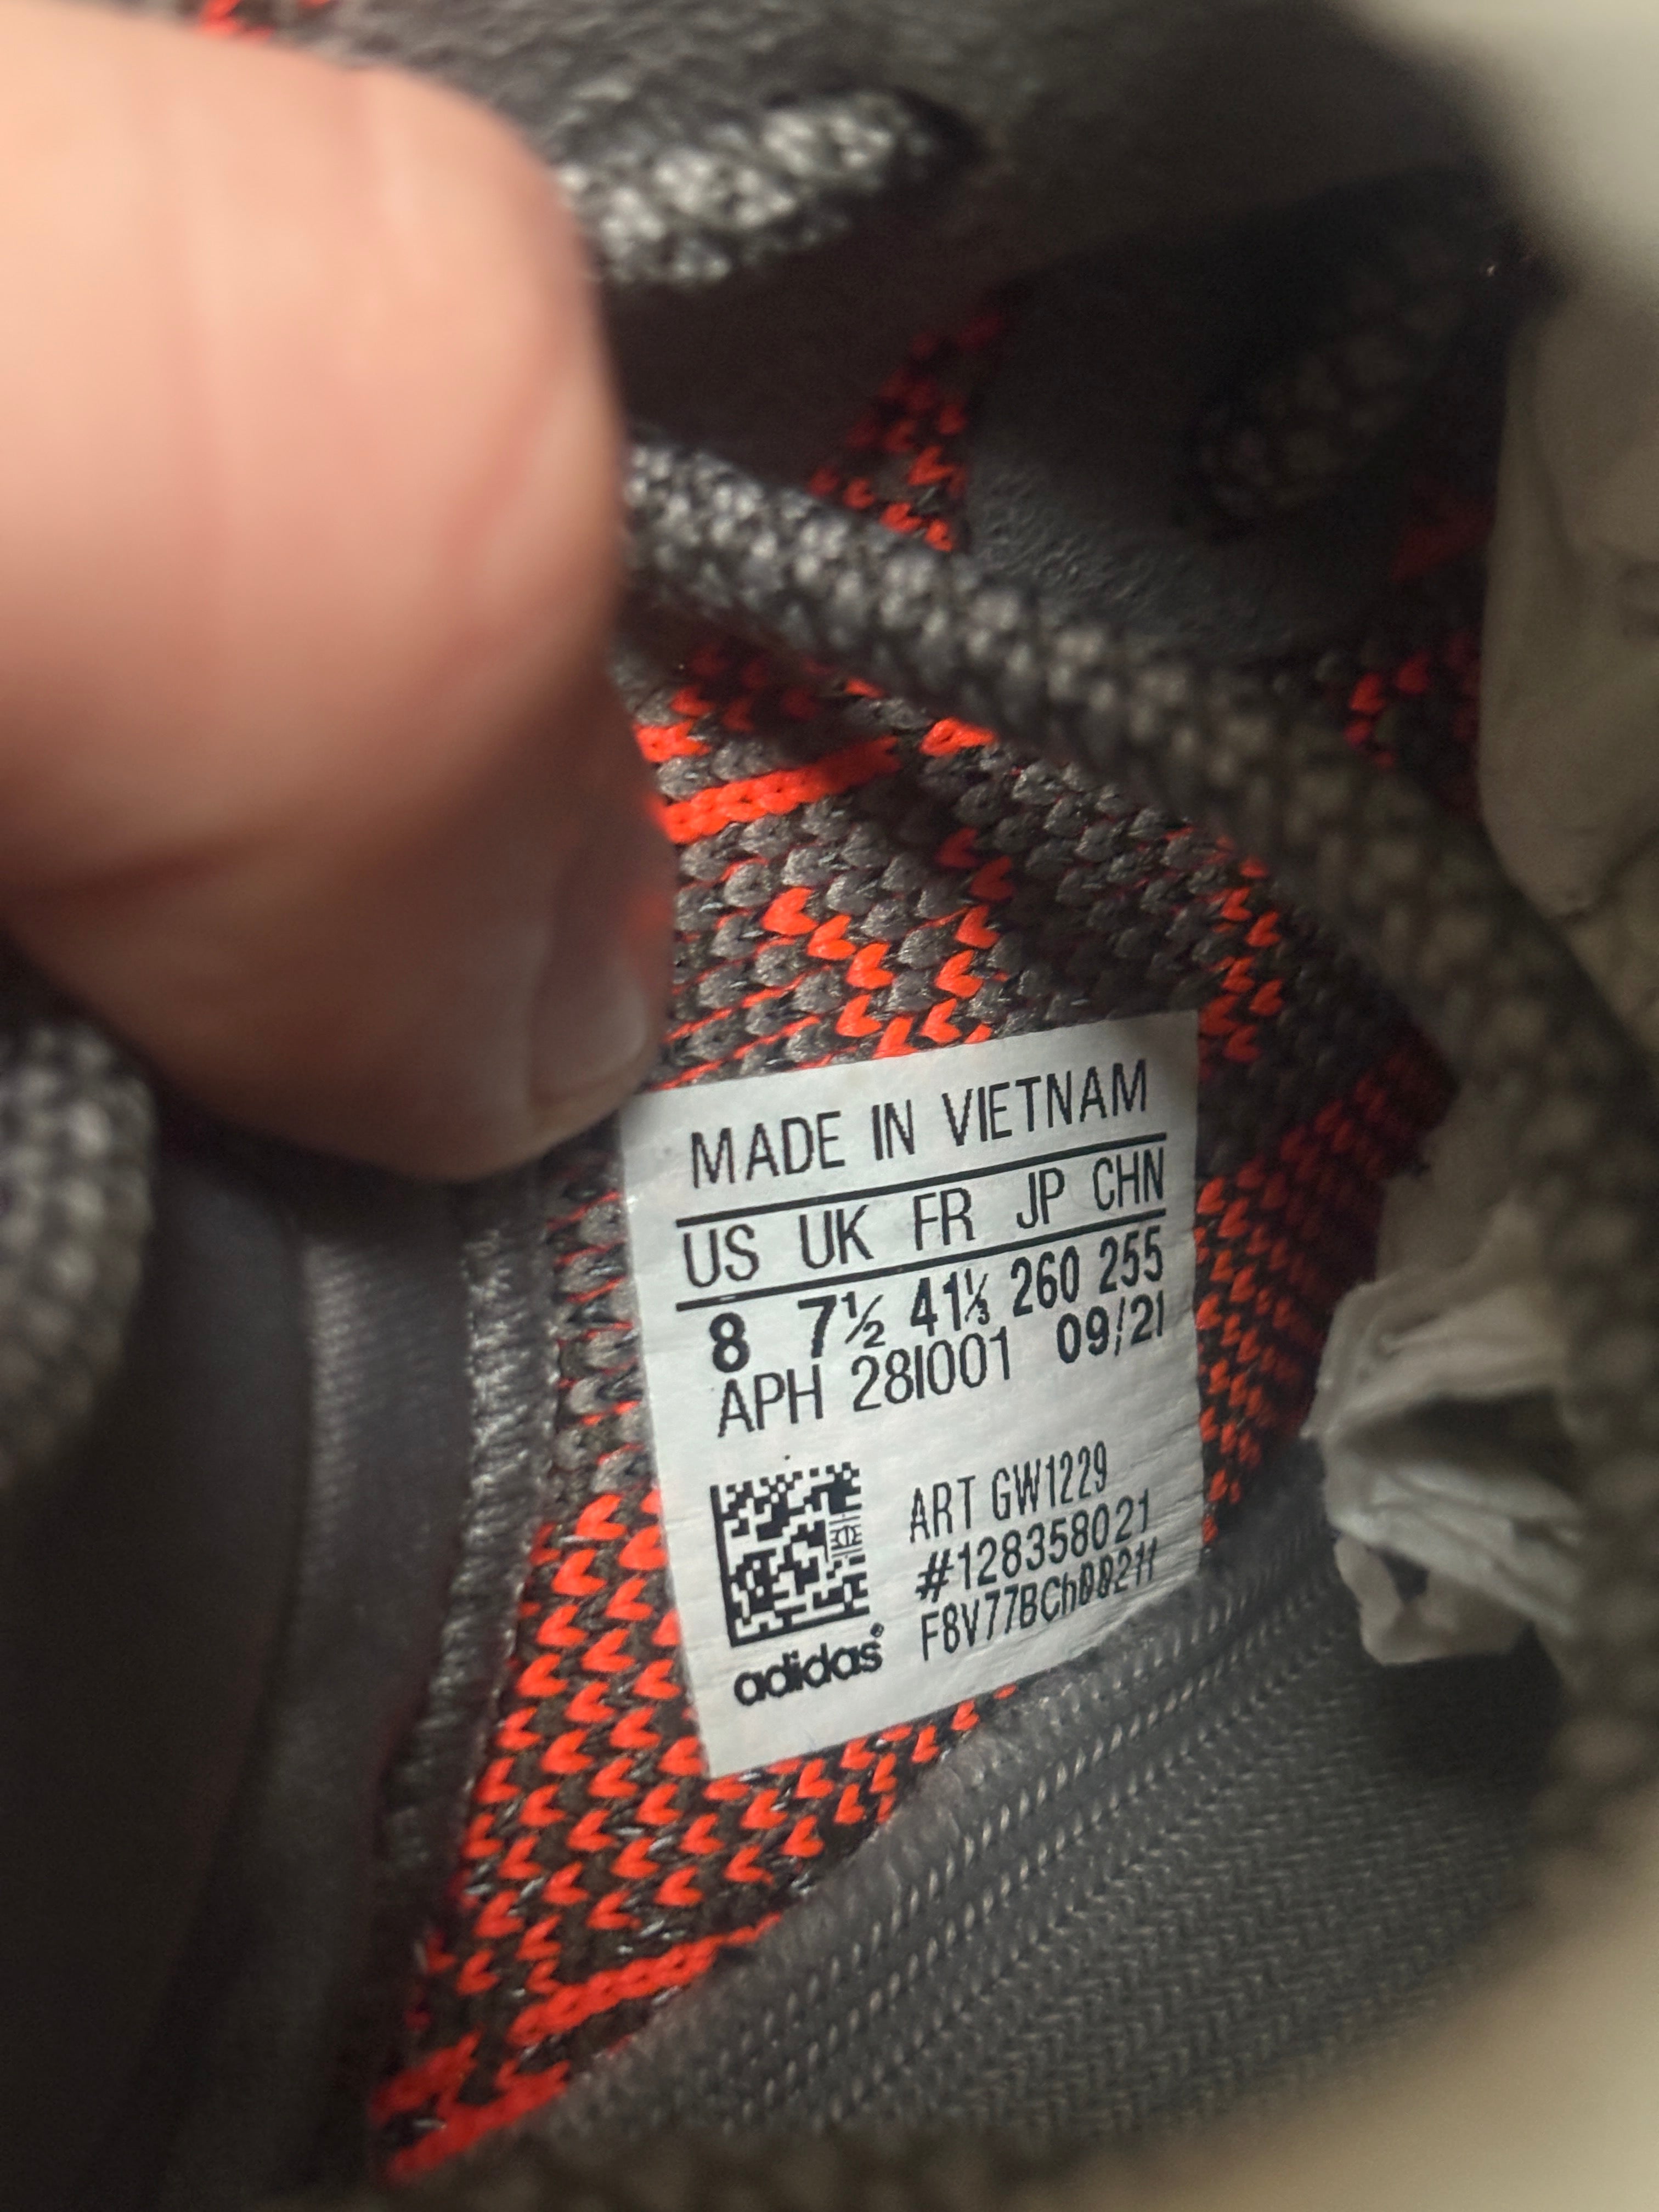 MADE IN VIETNAM
US UK FR JP CHN
8 7½ 41⅓ 260 255
APH 28I001 09/21
ART GW1229
#128358021
adidas®